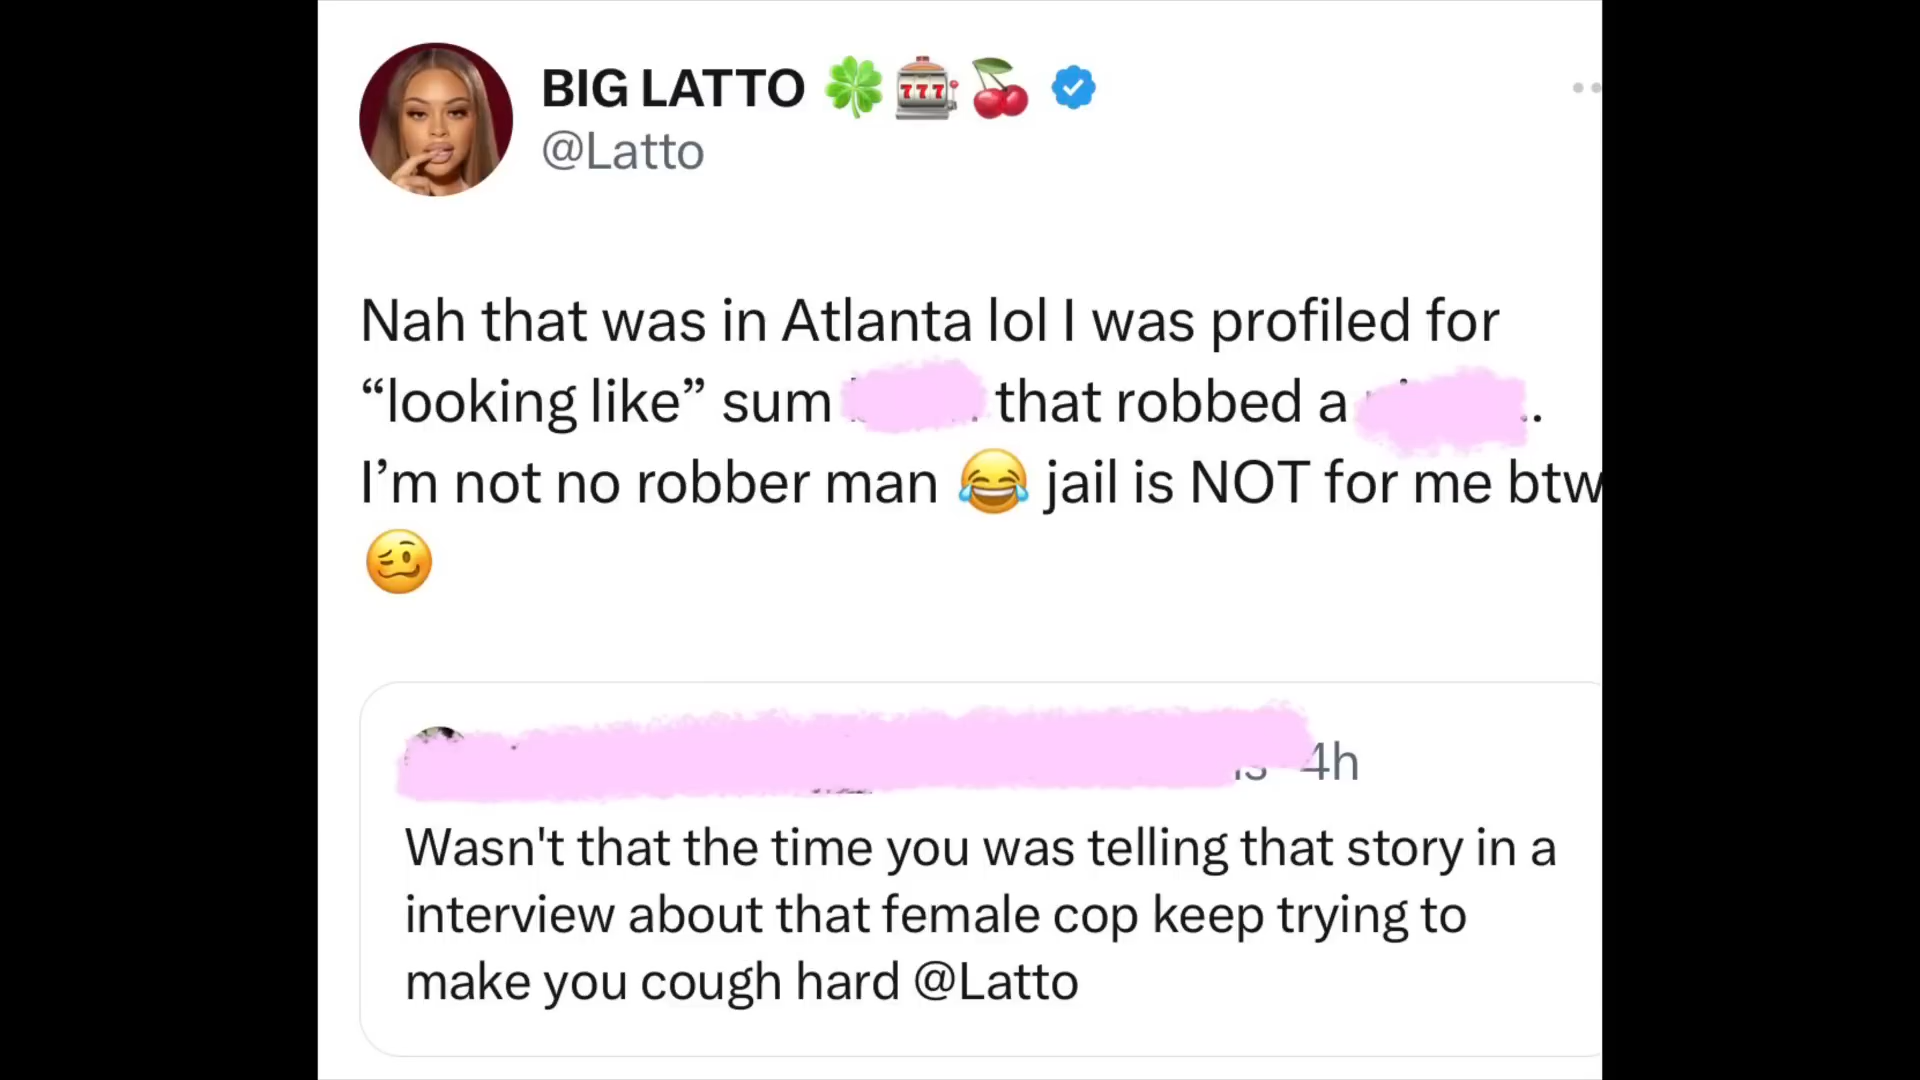 BIG LATTO 🍀🎰🍒
@Latto
Nah that was in Atlanta lol I was profiled for
“looking like” sum that robbed a ..
I’m not no robber man 😂 jail is NOT for me btw
🥴
4h
Wasn't that the time you was telling that story in a
interview about that female cop keep trying to
make you cough hard @Latto